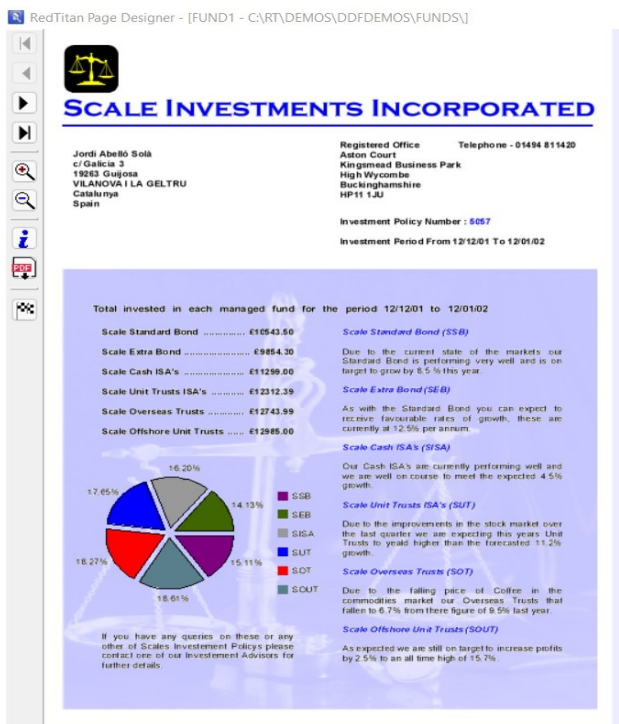 RedTitan Page Designer - [FUND1 - C:\RT\DEMOS\DDFDEMOS\FUNDS\]
SCALE INVESTMENTS INCORPORATED
Jordi Abelló Solà
c/ Galicia 3
19263 Guijosa
VILANOVA I LA GELTRU
Catalunya
Spain
Registered Office Telephone - 01494 811420
Aston Court
Kingsmead Business Park
High Wycombe
Buckinghamshire
HP11 1JU
Investment Policy Number : 5057
Investment Period From 12/12/01 To 12/01/02
PDF
Total invested in each managed fund for the period 12/12/01 to 12/01/02
Scale Standard Bond .............. £10543.50
Scale Extra Bond ...................... £9854.30
Scale Cash ISA's .................... £11299.00
Scale Unit Trusts ISA's .......... £12312.39
Scale Overseas Trusts ............ £12743.99
Scale Offshore Unit Trusts ..... £12985.00
16.20%
17.65%
14.13%
18.27%
15.11%
18.61%
SSB
SEB
SISA
SUT
SOT
SOUT
If you have any queries on these or any
other of Scales Investement Policys please
contact one of our Investement Advisors for
further details.
Scale Standard Bond (SSB)
Due to the current state of the markets our
Standard Bond is performing very well and is on
target to grow by 8.5 % this year.
Scale Extra Bond (SEB)
As with the Standard Bond you can expect to
receive favourable rates of growth, these are
currently at 12.5% per annum.
Scale Cash ISA's (SISA)
Our Cash ISA's are currently performing well and
we are well on course to meet the expected 4.5%
growth.
Scale Unit Trusts ISA's (SUT)
Due to the improvements in the stock market over
the last quarter we are expecting this years Unit
Trusts to yeald higher than the forecasted 11.2%
growth.
Scale Overseas Trusts (SOT)
Due to the falling price of Coffee in the
commodities market our Overseas Trusts that
fallen to 6.7% from there figure of 9.5% last year.
Scale Offshore Unit Trusts (SOUT)
As expected we are still on target to increase profits
by 2.5% to an all time high of 15.7%.